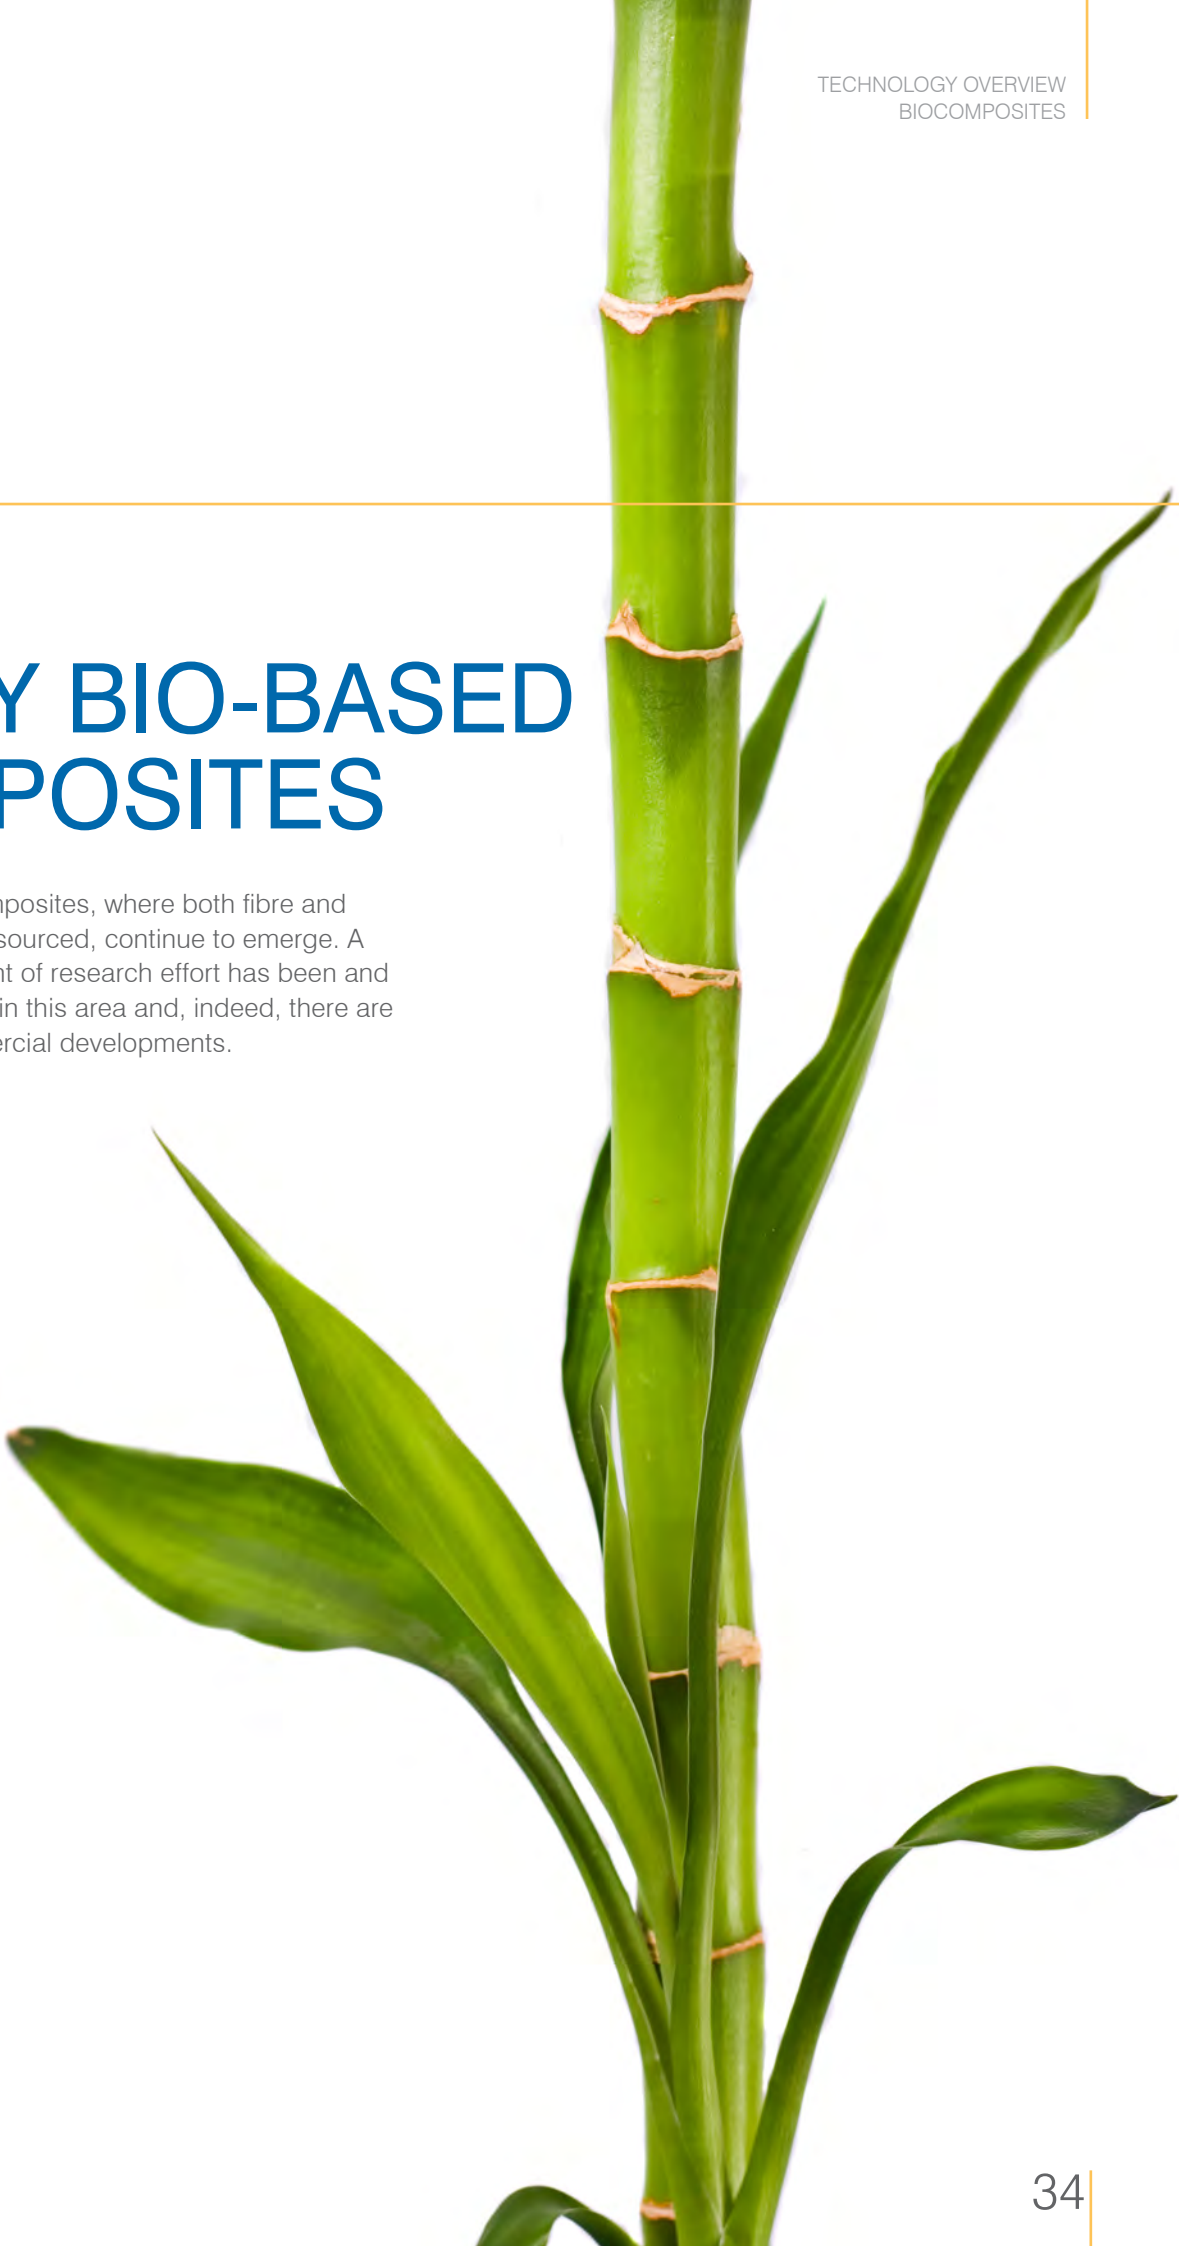 TECHNOLOGY OVERVIEW
BIOCOMPOSITES
Y BIO-BASED
POSITES
mposites, where both fibre and
sourced, continue to emerge. A
nt of research effort has been and
in this area and, indeed, there are
ercial developments.
34